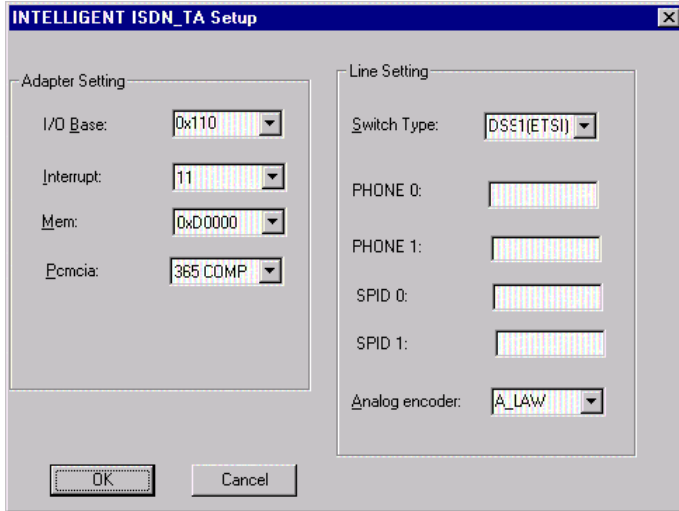 INTELLIGENT ISDN_TA Setup
Adapter Setting
I/O Base: 0x110
Interrupt: 11
Mem: 0xD0000
Pcmcia: 365 COMP
Line Setting
Switch Type: DSS1(ETSI)
PHONE 0:
PHONE 1:
SPID 0:
SPID 1:
Analog encoder: A_LAW
OK Cancel